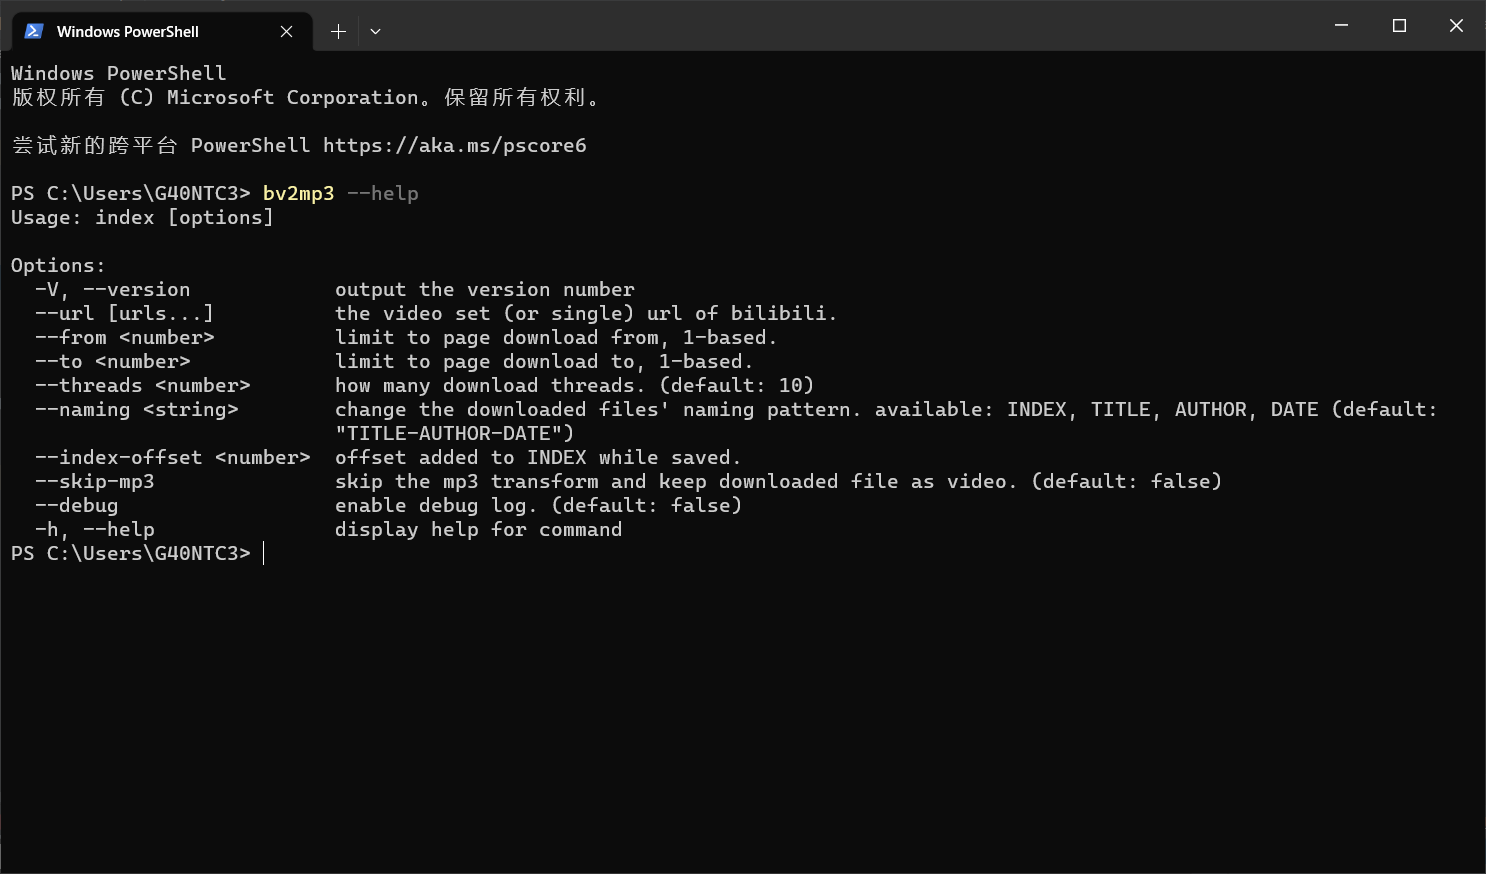 Windows PowerShell
Windows PowerShell
版权所有 (C) Microsoft Corporation。保留所有权利。
尝试新的跨平台 PowerShell https://aka.ms/pscore6
PS C:\Users\G40NTC3> bv2mp3 --help
Usage: index [options]
Options:
  -V, --version            output the version number
  --url [urls...]          the video set (or single) url of bilibili.
  --from <number>          limit to page download from, 1-based.
  --to <number>            limit to page download to, 1-based.
  --threads <number>       how many download threads. (default: 10)
  --naming <string>        change the downloaded files' naming pattern. available: INDEX, TITLE, AUTHOR, DATE (default:
                           "TITLE-AUTHOR-DATE")
  --index-offset <number>  offset added to INDEX while saved.
  --skip-mp3               skip the mp3 transform and keep downloaded file as video. (default: false)
  --debug                  enable debug log. (default: false)
  -h, --help               display help for command
PS C:\Users\G40NTC3>